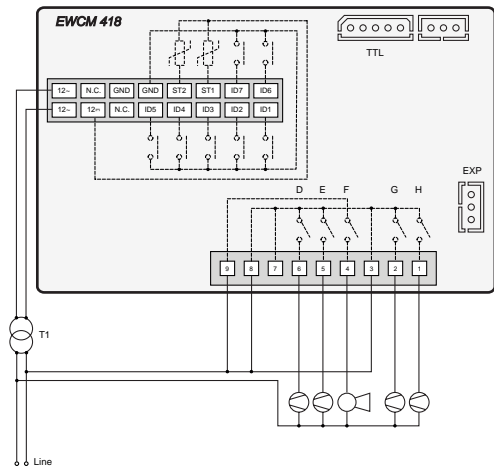 EWCM 418
TTL
12~ N.C. GND GND ST2 ST1 ID7 ID6
12~ 12⎓ N.C. ID5 ID4 ID3 ID2 ID1
EXP
D E F G H
9 8 7 6 5 4 3 2 1
T1
Line